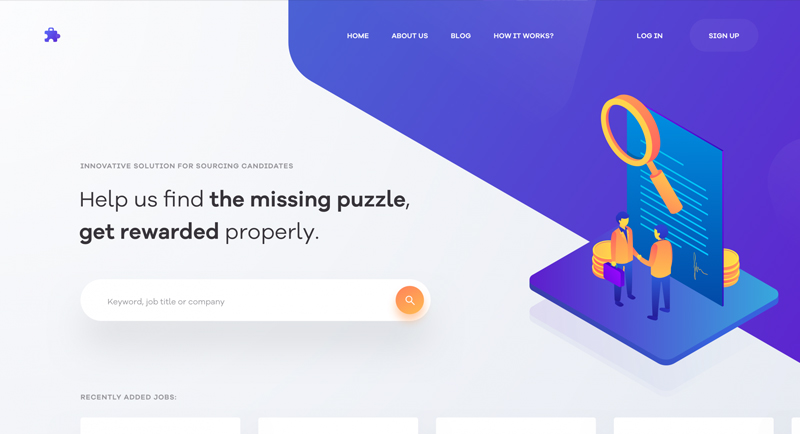 HOME ABOUT US BLOG HOW IT WORKS? LOG IN SIGN UP
INNOVATIVE SOLUTION FOR SOURCING CANDIDATES
Help us find the missing puzzle,
get rewarded properly.
Keyword, job title or company
RECENTLY ADDED JOBS: